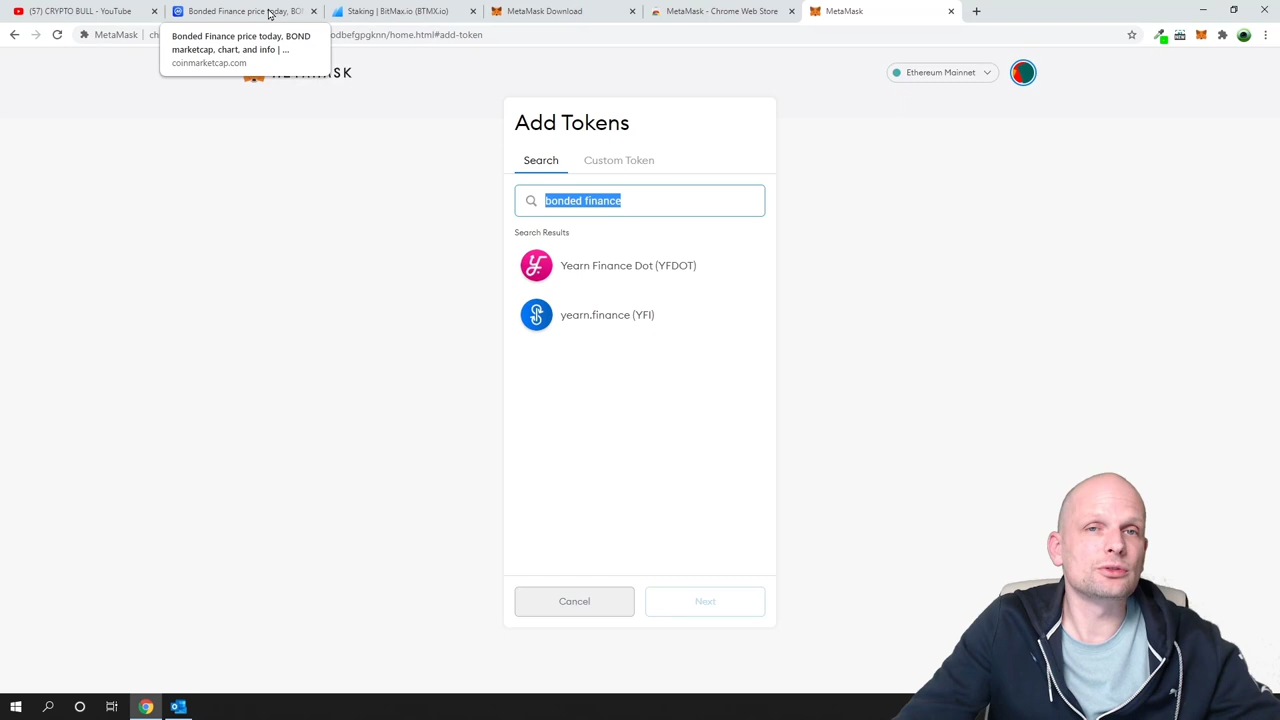 (57) CRYPTO BULL - YouTube
Bonded Finance price today, BO
Staking | BitMax.io (BTMX.io)
MetaMask Download
MetaMask - Chrome Web Store
MetaMask
MetaMask
odbefgpgknn/home.html#add-token
Bonded Finance price today, BOND
marketcap, chart, and info | ...
coinmarketcap.com
Ethereum Mainnet
Add Tokens
Search
Custom Token
bonded finance
Search Results
Yearn Finance Dot (YFDOT)
yearn.finance (YFI)
Cancel
Next